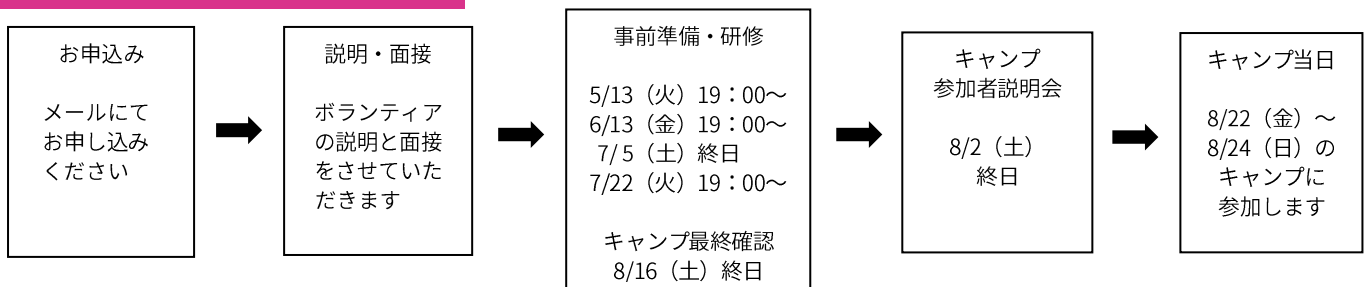 お申込み
メールにて
お申し込み
ください
説明・面接
ボランティア
の説明と面接
をさせていた
だきます
事前準備・研修
5/13（火）19：00～
6/13（金）19：00～
7/ 5（土）終日
7/22（火）19：00～
キャンプ最終確認
8/16（土）終日
キャンプ
参加者説明会
8/2（土）
終日
キャンプ当日
8/22（金）～
8/24（日）の
キャンプに
参加します